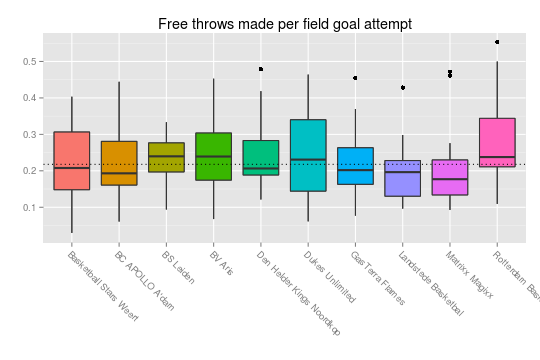 Free throws made per field goal attempt
0.5
0.4
0.3
0.2
0.1
Basketball Stars Weert
BC APOLLO A'dam
BS Leiden
BV Aris
Den Helder Kings Noordkop
Dukes Unlimited
GasTerra Flames
Landstede Basketbal
Matrixx Magixx
Rotterdam Bas